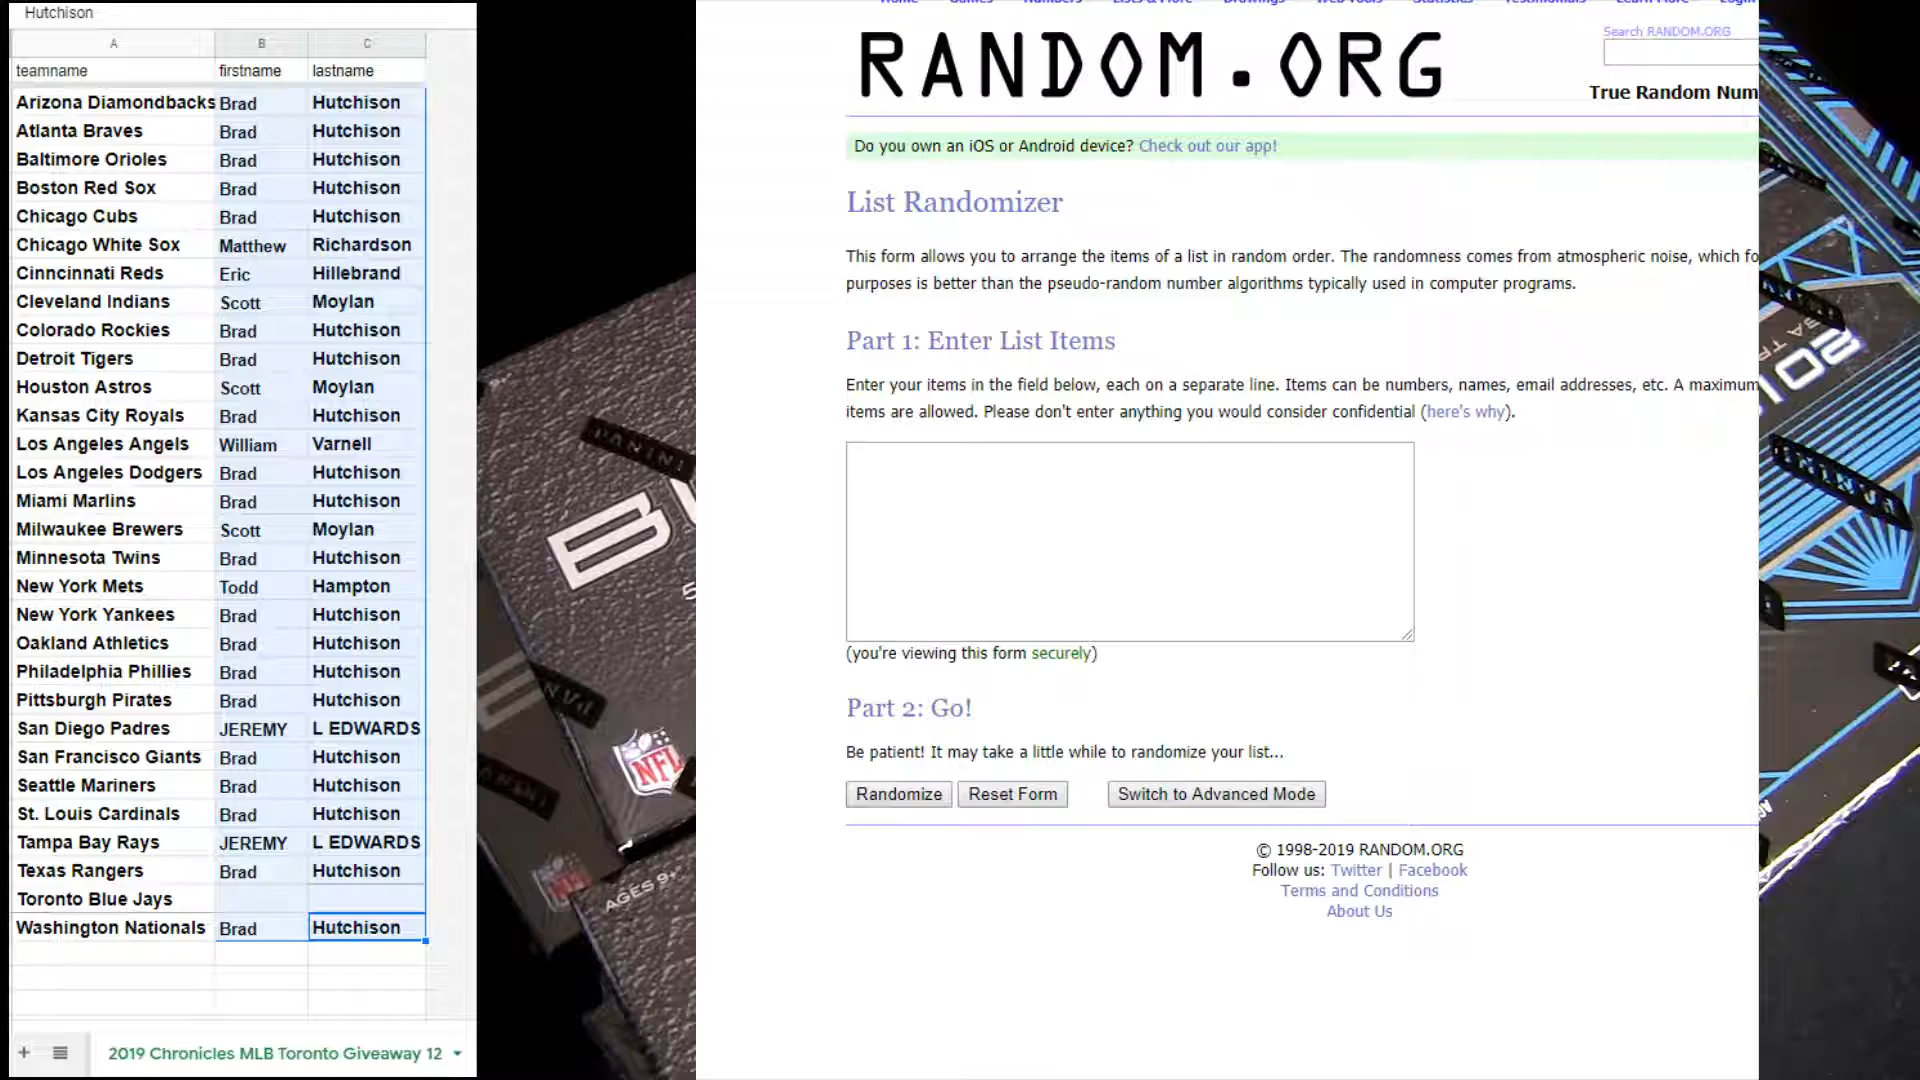 Hutchison
A B C
teamname firstname lastname
Arizona Diamondbacks Brad Hutchison
Atlanta Braves Brad Hutchison
Baltimore Orioles Brad Hutchison
Boston Red Sox Brad Hutchison
Chicago Cubs Brad Hutchison
Chicago White Sox Matthew Richardson
Cinncinnati Reds Eric Hillebrand
Cleveland Indians Scott Moylan
Colorado Rockies Brad Hutchison
Detroit Tigers Brad Hutchison
Houston Astros Scott Moylan
Kansas City Royals Brad Hutchison
Los Angeles Angels William Varnell
Los Angeles Dodgers Brad Hutchison
Miami Marlins Brad Hutchison
Milwaukee Brewers Scott Moylan
Minnesota Twins Brad Hutchison
New York Mets Todd Hampton
New York Yankees Brad Hutchison
Oakland Athletics Brad Hutchison
Philadelphia Phillies Brad Hutchison
Pittsburgh Pirates Brad Hutchison
San Diego Padres JEREMY L EDWARDS
San Francisco Giants Brad Hutchison
Seattle Mariners Brad Hutchison
St. Louis Cardinals Brad Hutchison
Tampa Bay Rays JEREMY L EDWARDS
Texas Rangers Brad Hutchison
Toronto Blue Jays
Washington Nationals Brad Hutchison
2019 Chronicles MLB Toronto Giveaway 12
PANINI
NFL
AGES 9+
RANDOM.ORG
Search RANDOM.ORG
True Random Num
Do you own an iOS or Android device? Check out our app!
List Randomizer
This form allows you to arrange the items of a list in random order. The randomness comes from atmospheric noise, which fo
purposes is better than the pseudo-random number algorithms typically used in computer programs.
Part 1: Enter List Items
Enter your items in the field below, each on a separate line. Items can be numbers, names, email addresses, etc. A maximum
items are allowed. Please don't enter anything you would consider confidential (here's why).
(you're viewing this form securely)
Part 2: Go!
Be patient! It may take a little while to randomize your list...
Randomize Reset Form Switch to Advanced Mode
© 1998-2019 RANDOM.ORG
Follow us: Twitter | Facebook
Terms and Conditions
About Us